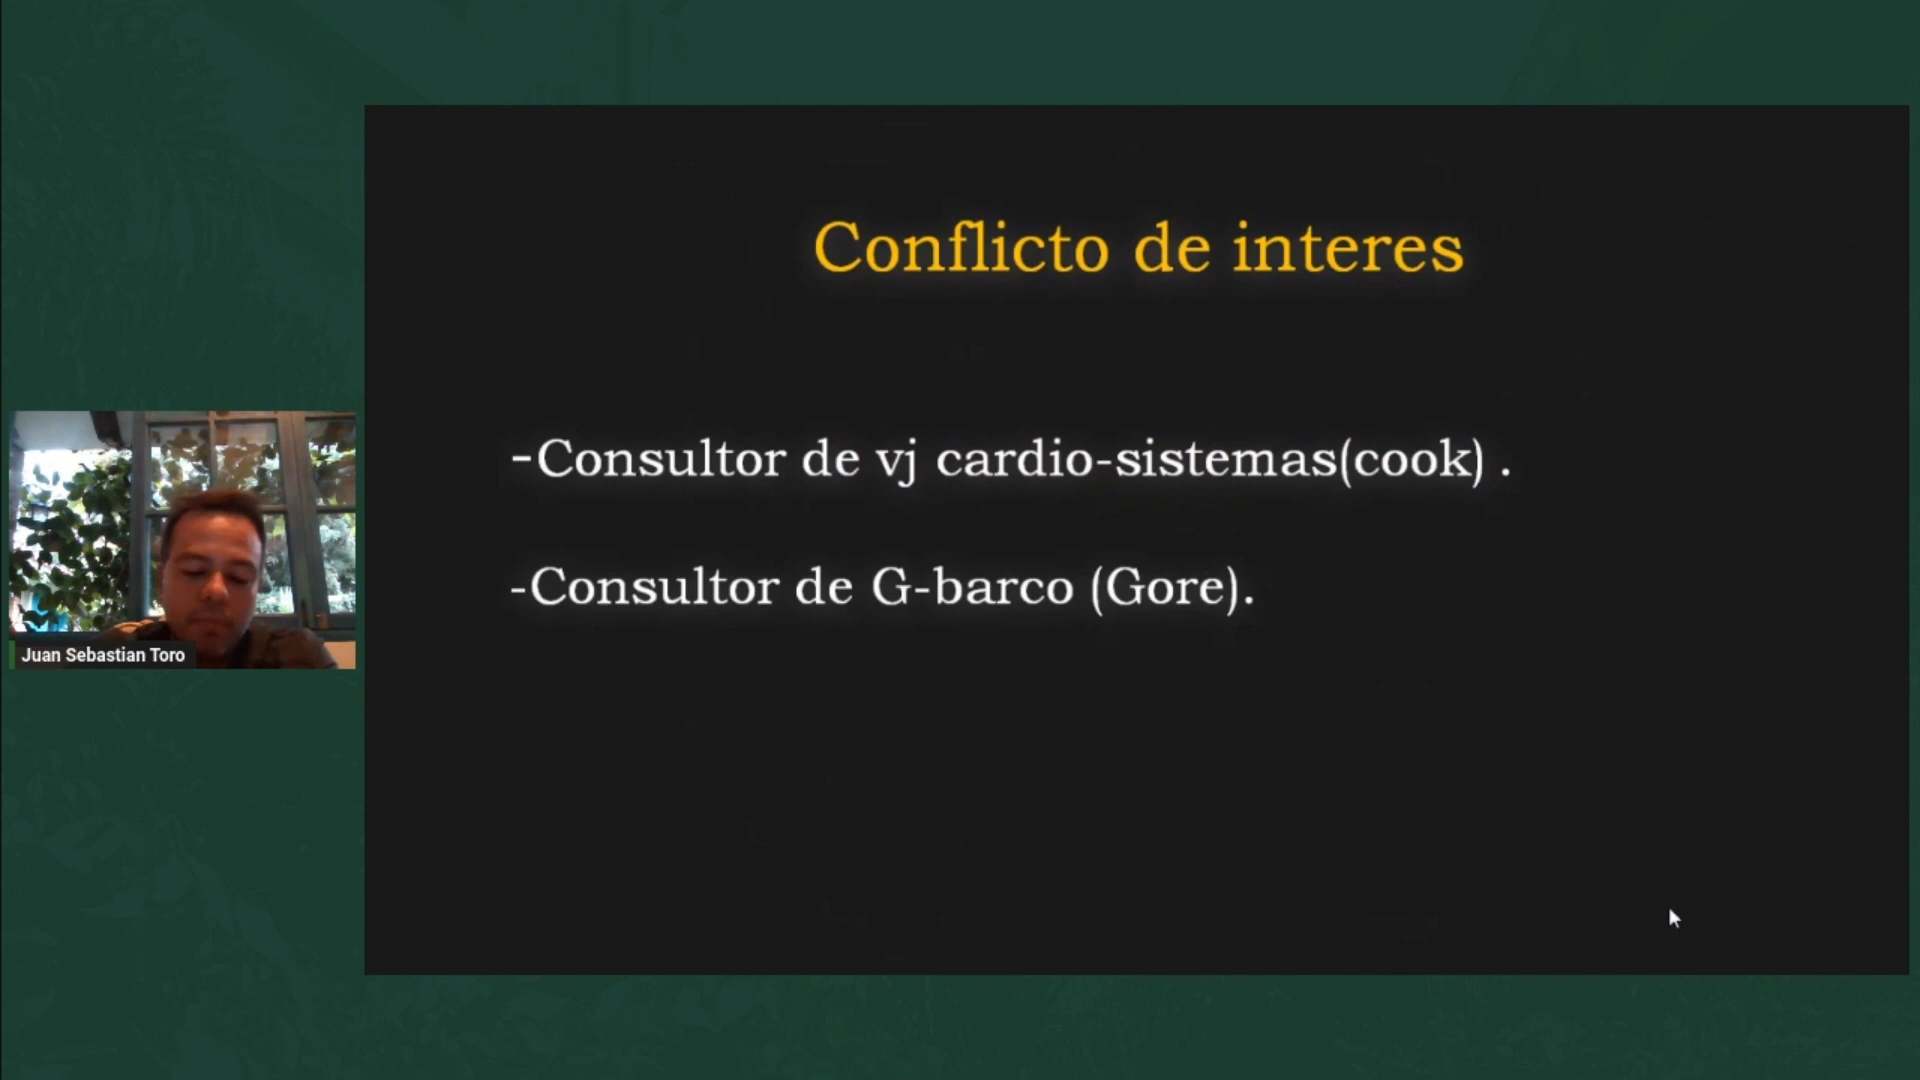 Conflicto de interes
-Consultor de vj cardio-sistemas(cook) .
-Consultor de G-barco (Gore).
Juan Sebastian Toro